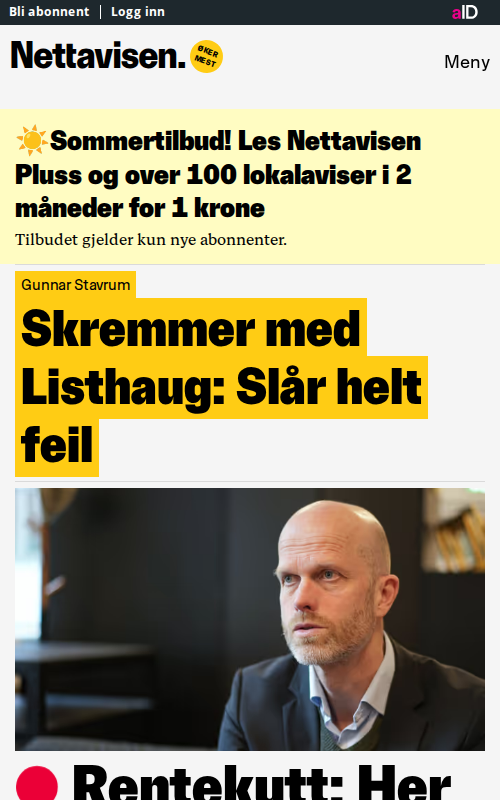 Bli abonnent | Logg inn
aID
Nettavisen.
ØKER
MEST
Meny
☀️Sommertilbud! Les Nettavisen
Pluss og over 100 lokalaviser i 2
måneder for 1 krone
Tilbudet gjelder kun nye abonnenter.
Gunnar Stavrum
Skremmer med
Listhaug: Slår helt
feil
Rentekutt: Her